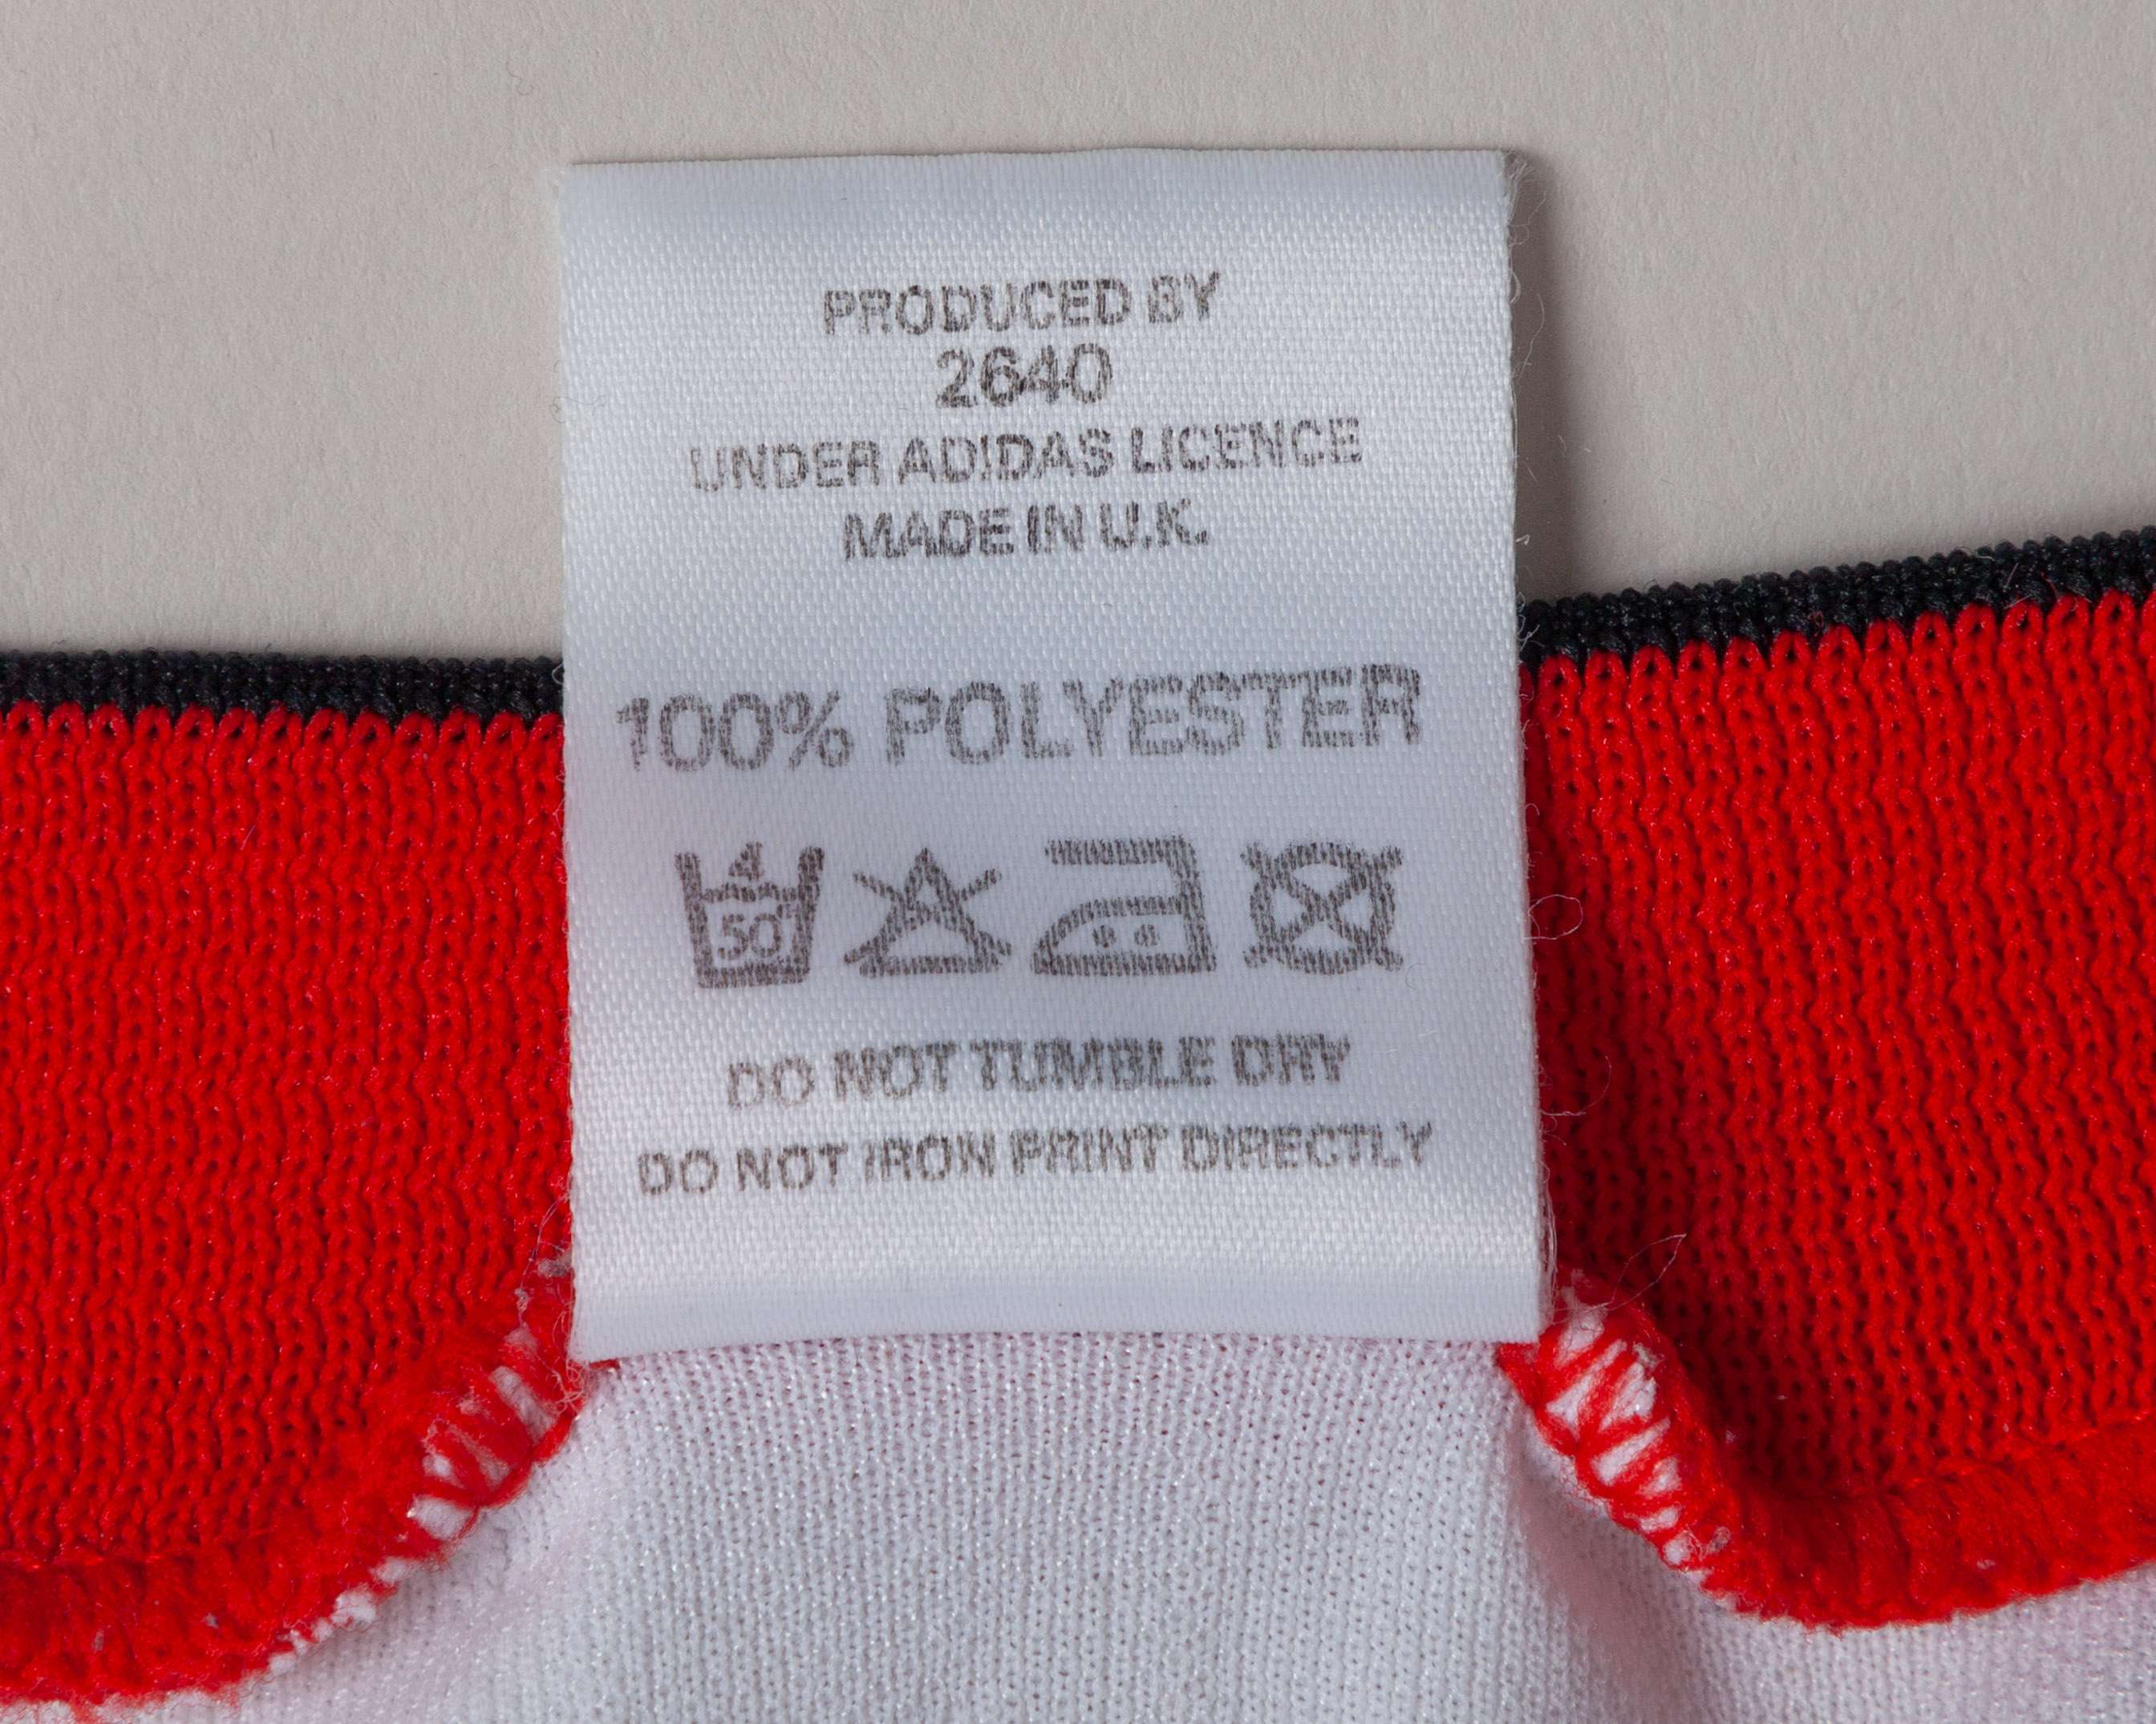 PRODUCED BY
2640
UNDER ADIDAS LICENCE
MADE IN U.K.
100% POLYESTER
4
50°
DO NOT TUMBLE DRY
DO NOT IRON PRINT DIRECTLY